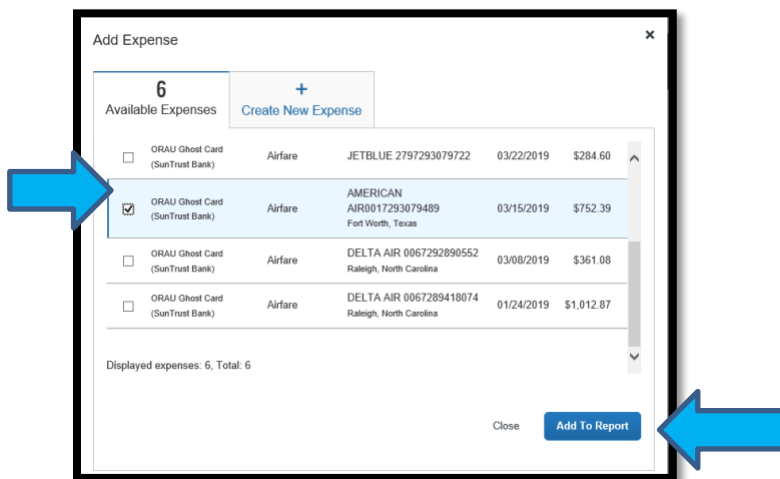 Add Expense
×
6
Available Expenses
+
Create New Expense
ORAU Ghost Card
(SunTrust Bank)
Airfare
JETBLUE 2797293079722
03/22/2019
$284.60
ORAU Ghost Card
(SunTrust Bank)
Airfare
AMERICAN
AIR0017293079489
Fort Worth, Texas
03/15/2019
$752.39
ORAU Ghost Card
(SunTrust Bank)
Airfare
DELTA AIR 0067292890552
Raleigh, North Carolina
03/08/2019
$361.08
ORAU Ghost Card
(SunTrust Bank)
Airfare
DELTA AIR 0067289418074
Raleigh, North Carolina
01/24/2019
$1,012.87
Displayed expenses: 6, Total: 6
Close
Add To Report